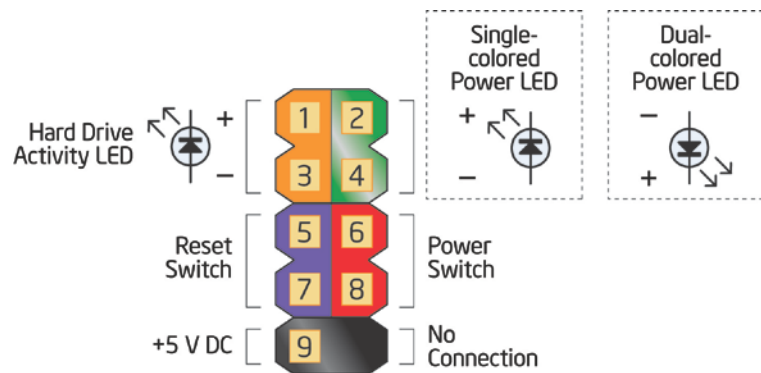 Single-
colored
Power LED
Dual-
colored
Power LED
Hard Drive
Activity LED
+
−
1
2
3
4
+
−
−
+
Reset
Switch
5
6
7
8
Power
Switch
+5 V DC
9
No
Connection